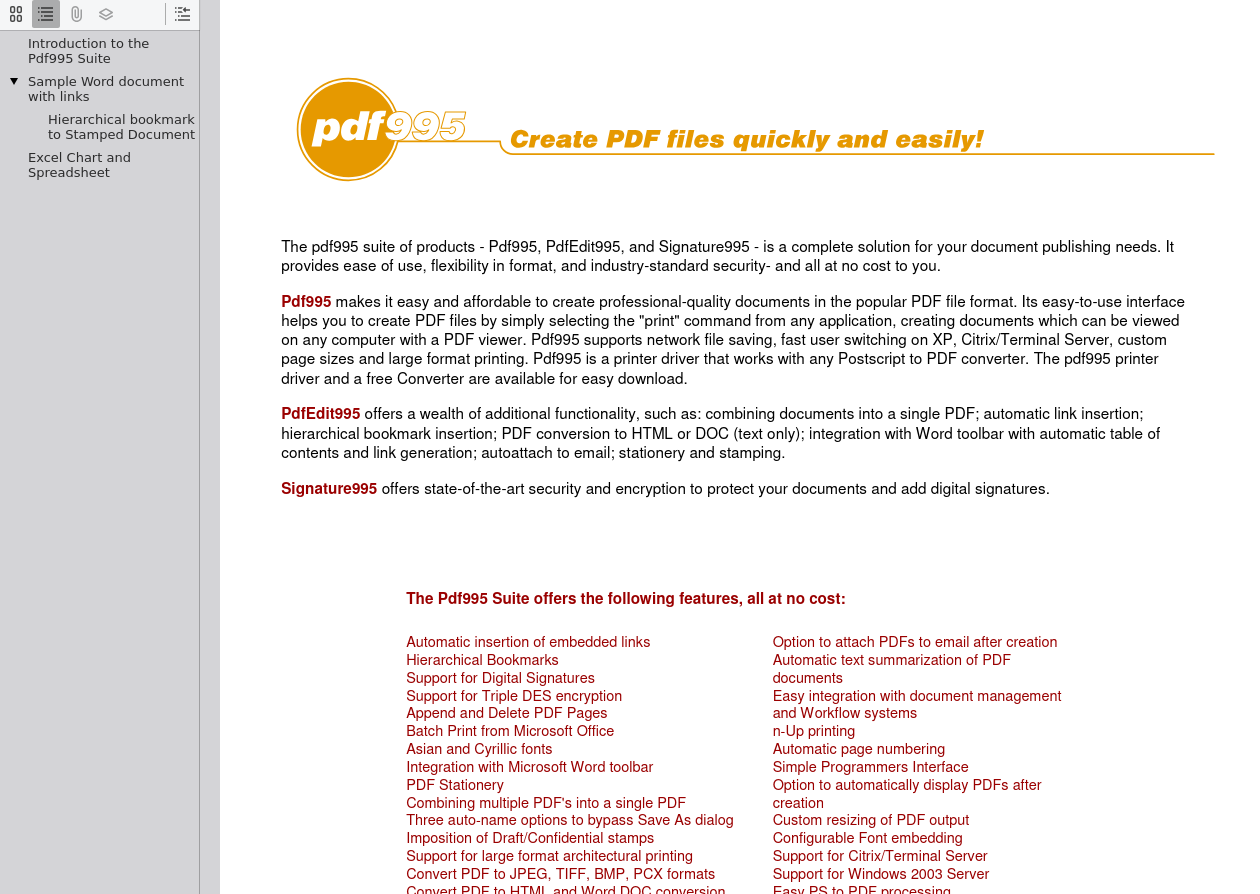 Introduction to the
Pdf995 Suite
Sample Word document
with links
Hierarchical bookmark
to Stamped Document
Excel Chart and
Spreadsheet
pdf995
Create PDF files quickly and easily!
The pdf995 suite of products - Pdf995, PdfEdit995, and Signature995 - is a complete solution for your document publishing needs. It
provides ease of use, flexibility in format, and industry-standard security- and all at no cost to you.
Pdf995 makes it easy and affordable to create professional-quality documents in the popular PDF file format. Its easy-to-use interface
helps you to create PDF files by simply selecting the "print" command from any application, creating documents which can be viewed
on any computer with a PDF viewer. Pdf995 supports network file saving, fast user switching on XP, Citrix/Terminal Server, custom
page sizes and large format printing. Pdf995 is a printer driver that works with any Postscript to PDF converter. The pdf995 printer
driver and a free Converter are available for easy download.
PdfEdit995 offers a wealth of additional functionality, such as: combining documents into a single PDF; automatic link insertion;
hierarchical bookmark insertion; PDF conversion to HTML or DOC (text only); integration with Word toolbar with automatic table of
contents and link generation; autoattach to email; stationery and stamping.
Signature995 offers state-of-the-art security and encryption to protect your documents and add digital signatures.
The Pdf995 Suite offers the following features, all at no cost:
Automatic insertion of embedded links
Hierarchical Bookmarks
Support for Digital Signatures
Support for Triple DES encryption
Append and Delete PDF Pages
Batch Print from Microsoft Office
Asian and Cyrillic fonts
Integration with Microsoft Word toolbar
PDF Stationery
Combining multiple PDF's into a single PDF
Three auto-name options to bypass Save As dialog
Imposition of Draft/Confidential stamps
Support for large format architectural printing
Convert PDF to JPEG, TIFF, BMP, PCX formats
Convert PDF to HTML and Word DOC conversion
Option to attach PDFs to email after creation
Automatic text summarization of PDF
documents
Easy integration with document management
and Workflow systems
n-Up printing
Automatic page numbering
Simple Programmers Interface
Option to automatically display PDFs after
creation
Custom resizing of PDF output
Configurable Font embedding
Support for Citrix/Terminal Server
Support for Windows 2003 Server
Easy PS to PDF processing